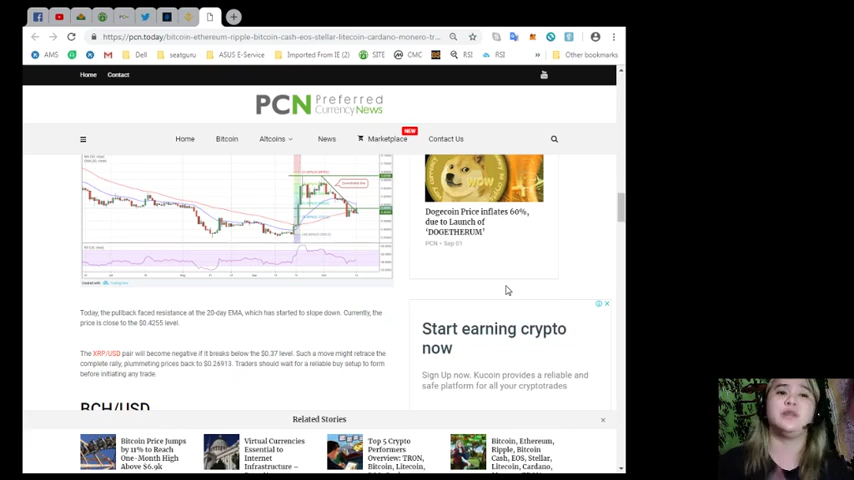 https://pcn.today/bitcoin-ethereum-ripple-bitcoin-cash-eos-stellar-litecoin-cardano-monero-tr...
AMS
Dell
seatguru
ASUS E-Service
Imported From IE (2)
SITE
CMC
RSI
RSI
»
Other bookmarks
Home
Contact
PCN Preferred
Currency News
NEW
Home
Bitcoin
Altcoins
News
Marketplace
Contact Us
WOW
Dogecoin Price inflates 60%,
due to Launch of
'DOGETHERUM'
PCN • Sep 01
Today, the pullback faced resistance at the 20-day EMA, which has started to slope down. Currently, the
price is close to the $0.4255 level.
The XRP/USD pair will become negative if it breaks below the $0.37 level. Such a move might retrace the
complete rally, plummeting prices back to $0.26913. Traders should wait for a reliable buy setup to form
before initiating any trade.
BCH/USD
Start earning crypto
now
Sign Up now. Kucoin provides a reliable and
safe platform for all your cryptotrades
Related Stories
Bitcoin Price Jumps
by 11% to Reach
One-Month High
Above $6.9k
Virtual Currencies
Essential to
Internet
Infrastructure –
Top 5 Crypto
Performers
Overview: TRON,
Bitcoin, Litecoin,
Bitcoin, Ethereum,
Ripple, Bitcoin
Cash, EOS, Stellar,
Litecoin, Cardano,